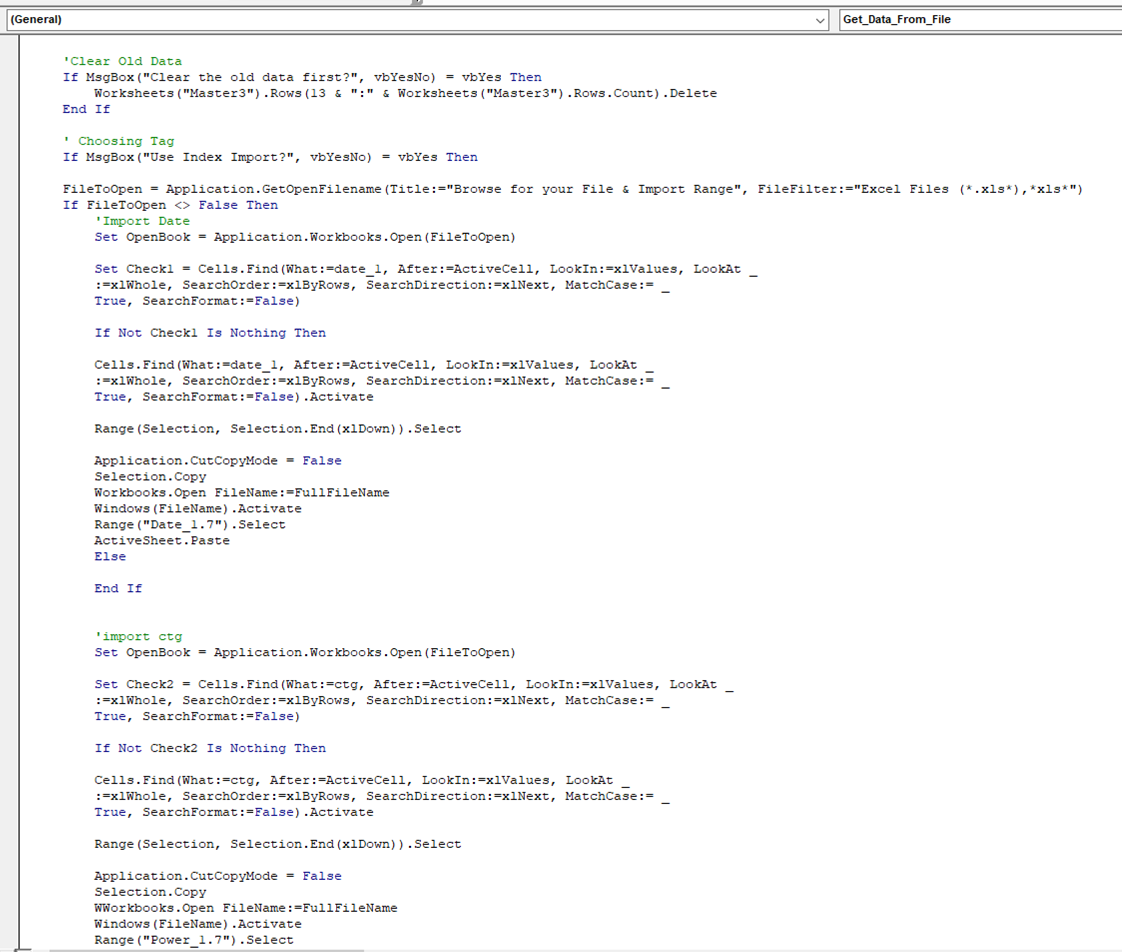 (General)
Get_Data_From_File
'Clear Old Data
If MsgBox("Clear the old data first?", vbYesNo) = vbYes Then
Worksheets("Master3").Rows(13 & ":" & Worksheets("Master3").Rows.Count).Delete
End If
' Choosing Tag
If MsgBox("Use Index Import?", vbYesNo) = vbYes Then
FileToOpen = Application.GetOpenFilename(Title:="Browse for your File & Import Range", FileFilter:="Excel Files (*.xls*),*xls*")
If FileToOpen <> False Then
'Import Date
Set OpenBook = Application.Workbooks.Open(FileToOpen)
Set Check1 = Cells.Find(What:=date_1, After:=ActiveCell, LookIn:=xlValues, LookAt _
:=xlWhole, SearchOrder:=xlByRows, SearchDirection:=xlNext, MatchCase:= _
True, SearchFormat:=False)
If Not Check1 Is Nothing Then
Cells.Find(What:=date_1, After:=ActiveCell, LookIn:=xlValues, LookAt _
:=xlWhole, SearchOrder:=xlByRows, SearchDirection:=xlNext, MatchCase:= _
True, SearchFormat:=False).Activate
Range(Selection, Selection.End(xlDown)).Select
Application.CutCopyMode = False
Selection.Copy
Workbooks.Open FileName:=FullFileName
Windows(FileName).Activate
Range("Date_1.7").Select
ActiveSheet.Paste
Else
End If
'import ctg
Set OpenBook = Application.Workbooks.Open(FileToOpen)
Set Check2 = Cells.Find(What:=ctg, After:=ActiveCell, LookIn:=xlValues, LookAt _
:=xlWhole, SearchOrder:=xlByRows, SearchDirection:=xlNext, MatchCase:= _
True, SearchFormat:=False)
If Not Check2 Is Nothing Then
Cells.Find(What:=ctg, After:=ActiveCell, LookIn:=xlValues, LookAt _
:=xlWhole, SearchOrder:=xlByRows, SearchDirection:=xlNext, MatchCase:= _
True, SearchFormat:=False).Activate
Range(Selection, Selection.End(xlDown)).Select
Application.CutCopyMode = False
Selection.Copy
WWorkbooks.Open FileName:=FullFileName
Windows(FileName).Activate
Range("Power_1.7").Select